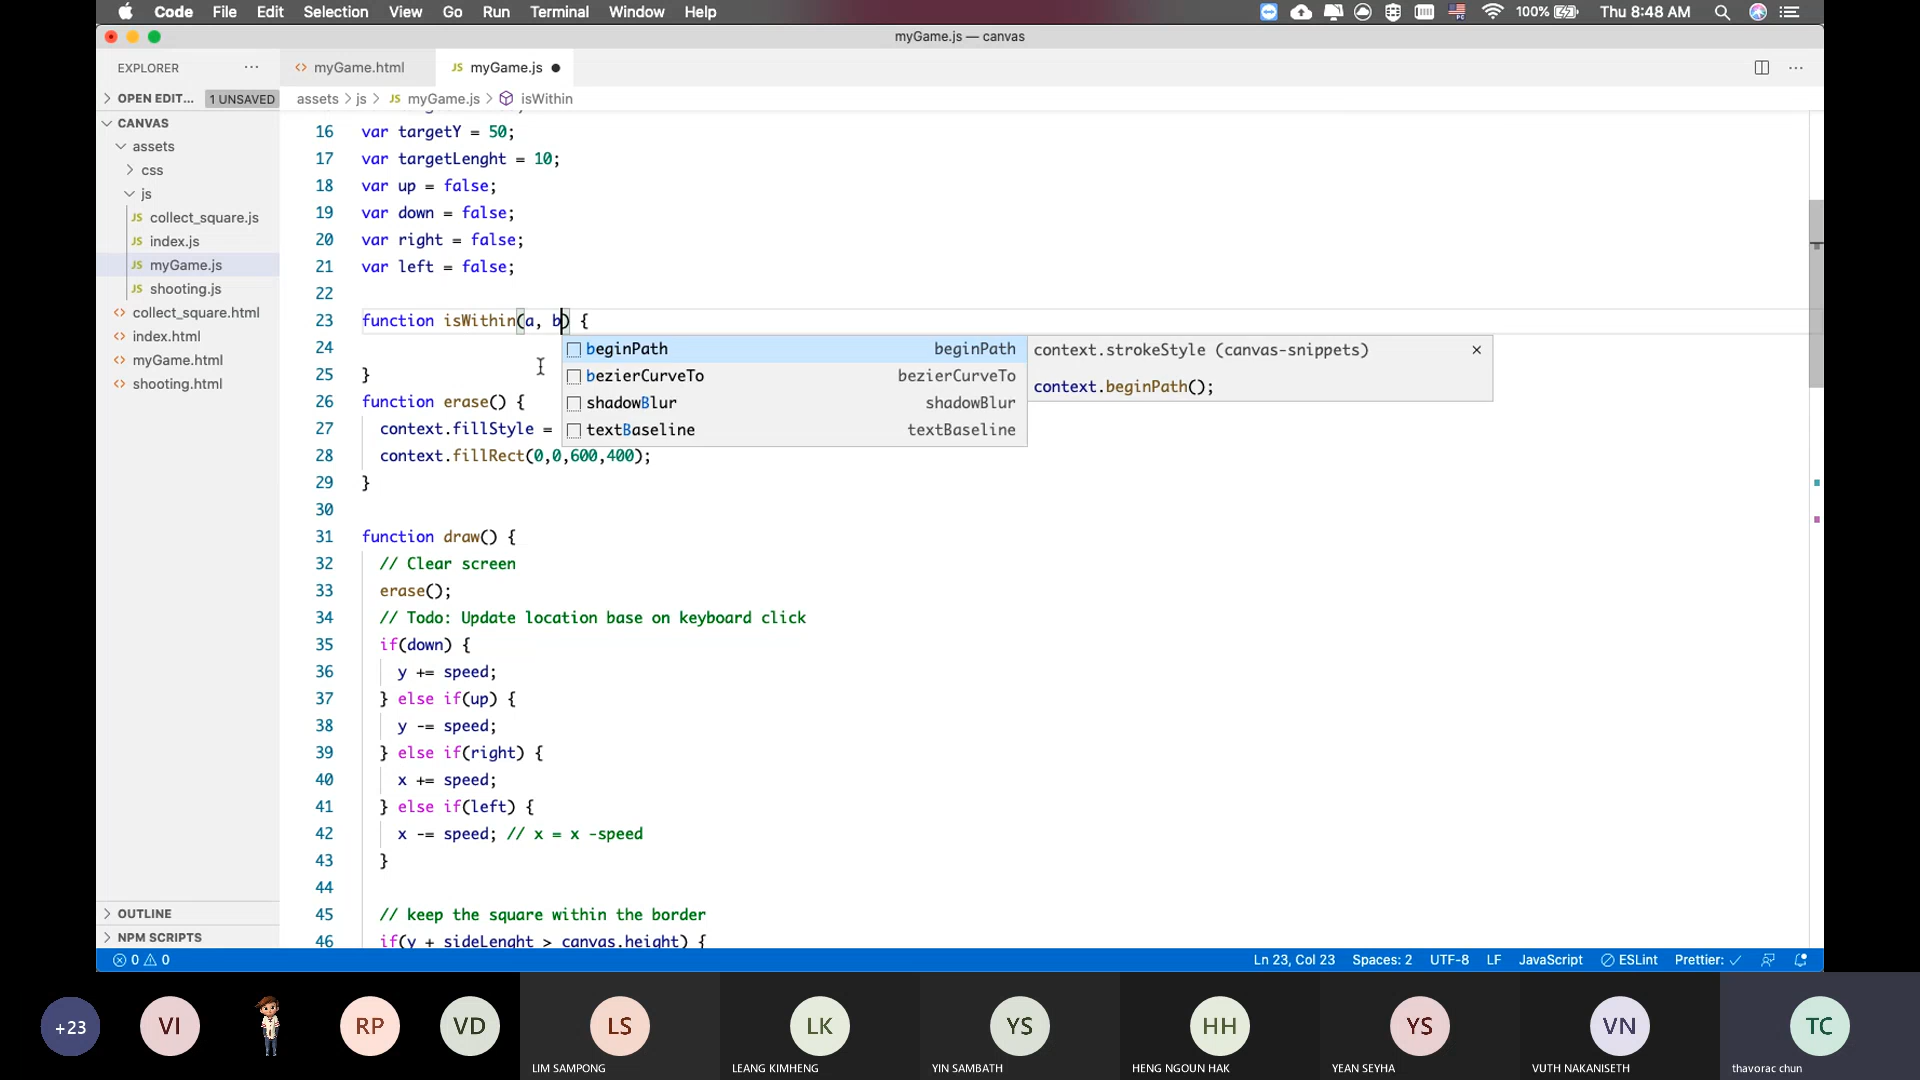 Code File Edit Selection View Go Run Terminal Window Help 100% Thu 8:48 AM
myGame.js — canvas
EXPLORER ··· <> myGame.html JS myGame.js ● ···
OPEN EDIT... 1 UNSAVED assets > js > JS myGame.js > isWithin
CANVAS
assets
css
js
JS collect_square.js
JS index.js
JS myGame.js
JS shooting.js
<> collect_square.html
<> index.html
<> myGame.html
<> shooting.html
OUTLINE
NPM SCRIPTS
16 var targetY = 50;
17 var targetLenght = 10;
18 var up = false;
19 var down = false;
20 var right = false;
21 var left = false;
22
23 function isWithin(a, b) {
24
25 }
26 function erase() {
27 context.fillStyle =
28 context.fillRect(0,0,600,400);
29 }
30
31 function draw() {
32 // Clear screen
33 erase();
34 // Todo: Update location base on keyboard click
35 if(down) {
36 y += speed;
37 } else if(up) {
38 y -= speed;
39 } else if(right) {
40 x += speed;
41 } else if(left) {
42 x -= speed; // x = x -speed
43 }
44
45 // keep the square within the border
46 if(y + sideLenght > canvas.height) {
beginPath beginPath
bezierCurveTo bezierCurveTo
shadowBlur shadowBlur
textBaseline textBaseline
context.strokeStyle (canvas-snippets) ×
context.beginPath();
0 0 Ln 23, Col 23 Spaces: 2 UTF-8 LF JavaScript ESLint Prettier: ✓
+23 VI RP VD LS LK YS HH YS VN TC
LIM SAMPONG LEANG KIMHENG YIN SAMBATH HENG NGOUN HAK YEAN SEYHA VUTH NAKANISETH thavorac chun